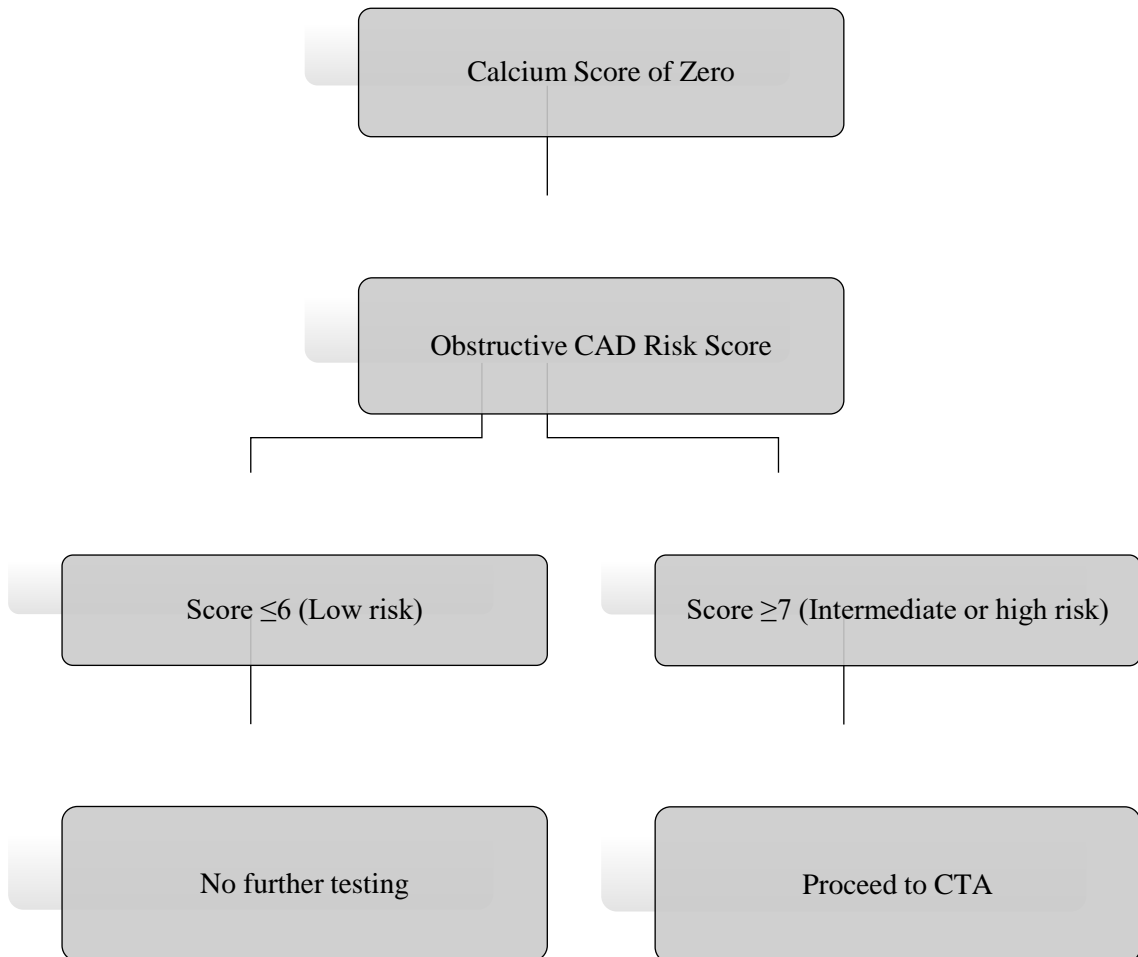 Calcium Score of Zero
Obstructive CAD Risk Score
Score ≤6 (Low risk)
Score ≥7 (Intermediate or high risk)
No further testing
Proceed to CTA